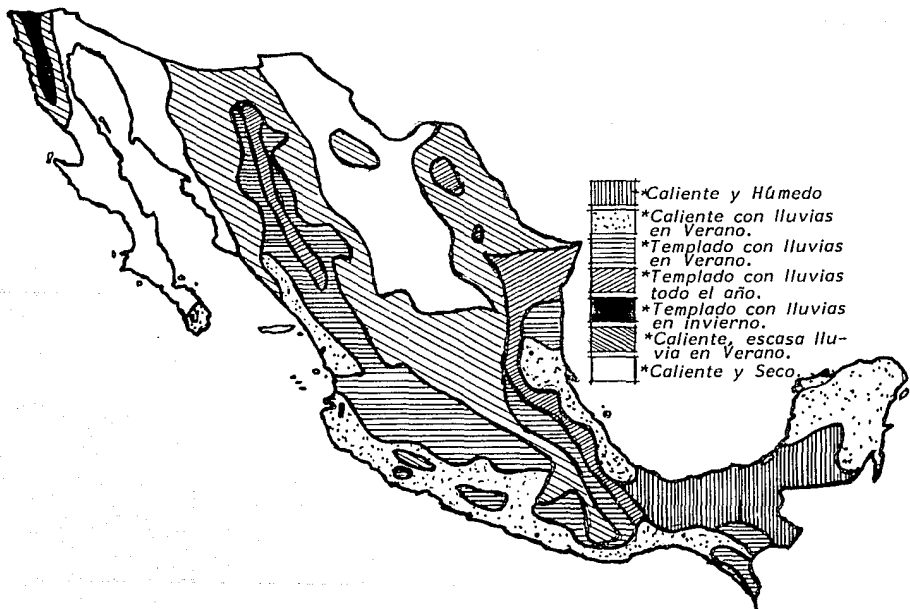 *Caliente y Húmedo
*Caliente con lluvias
en Verano.
*Templado con lluvias
en Verano.
*Templado con lluvias
todo el año.
*Templado con lluvias
en invierno.
*Caliente, escasa llu-
via en Verano.
*Caliente y Seco.